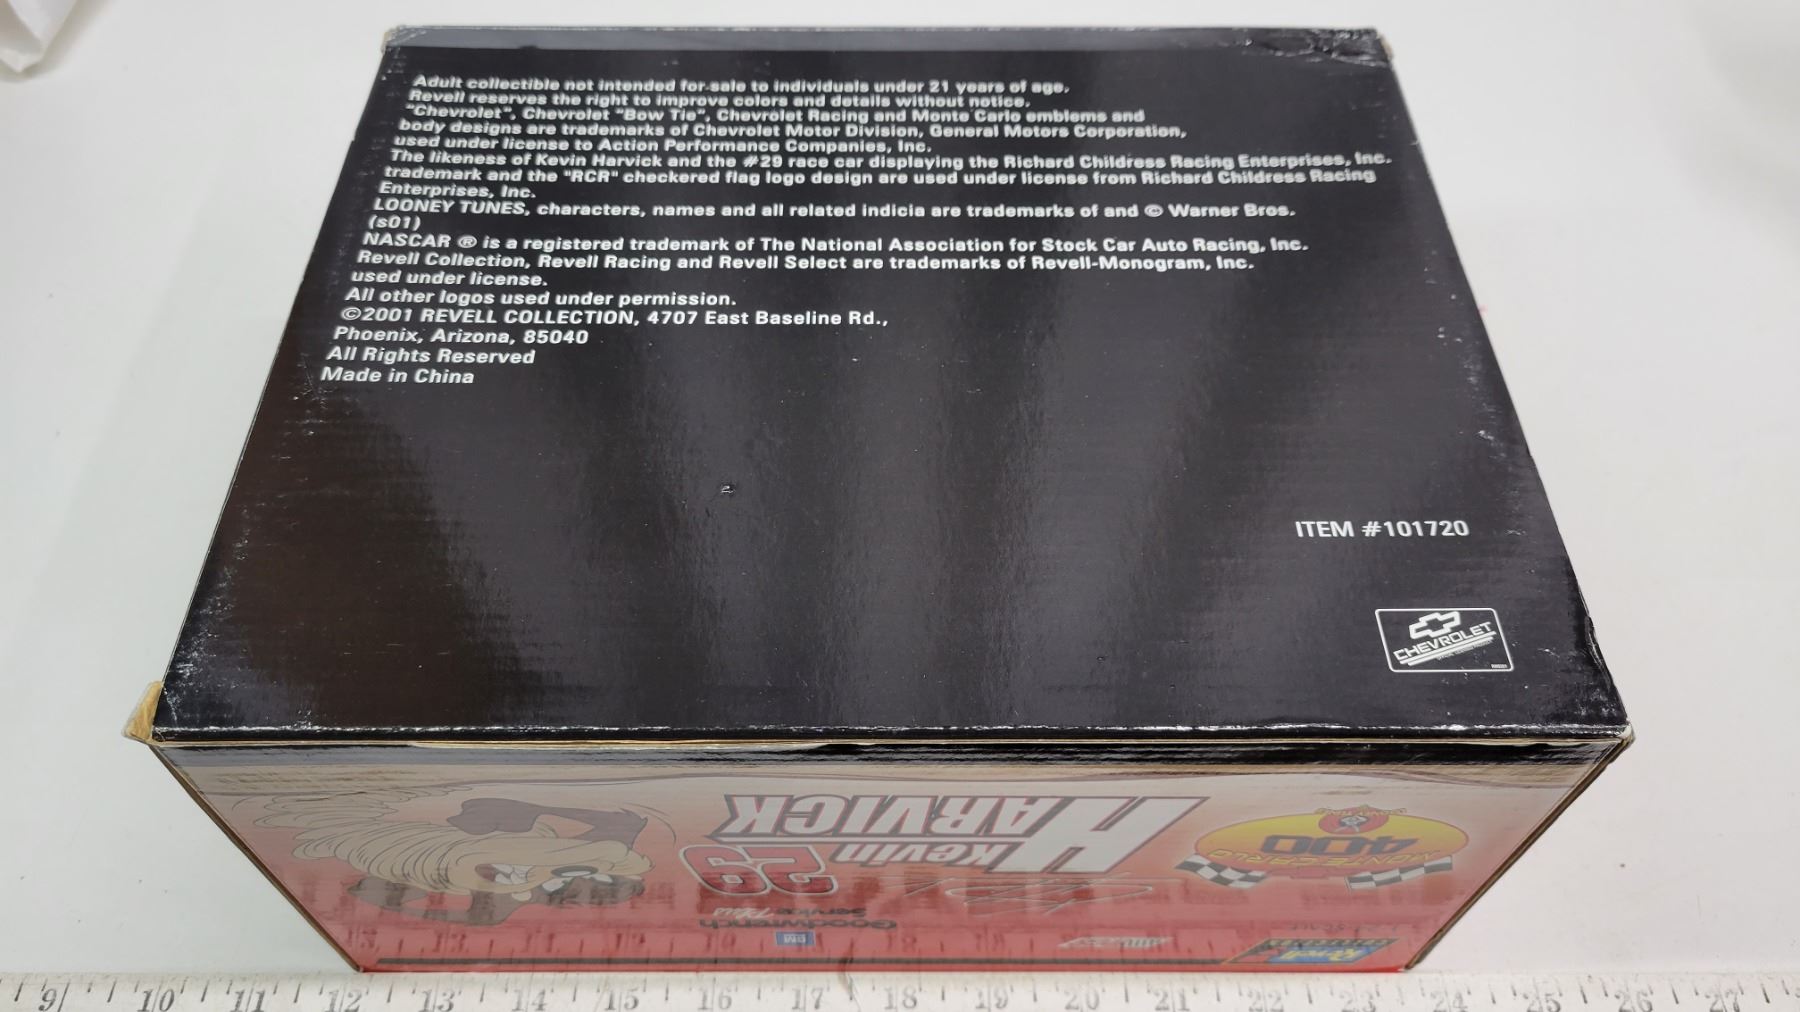 Adult collectible not intended for sale to individuals under 21 years of age.
Revell reserves the right to improve colors and details without notice.
"Chevrolet", Chevrolet "Bow Tie", Chevrolet Racing and Monte Carlo emblems and
body designs are trademarks of Chevrolet Motor Division, General Motors Corporation,
used under license to Action Performance Companies, Inc.
The likeness of Kevin Harvick and the #29 race car displaying the Richard Childress Racing Enterprises, Inc.
trademark and the "RCR" checkered flag logo design are used under license from Richard Childress Racing
Enterprises, Inc.
LOONEY TUNES, characters, names and all related indicia are trademarks of and © Warner Bros.
(s01)
NASCAR ® is a registered trademark of The National Association for Stock Car Auto Racing, Inc.
Revell Collection, Revell Racing and Revell Select are trademarks of Revell-Monogram, Inc.
used under license.
All other logos used under permission.
©2001 REVELL COLLECTION, 4707 East Baseline Rd.,
Phoenix, Arizona, 85040
All Rights Reserved
Made in China
ITEM #101720
CHEVROLET
HARVICK
Kevin
29
MONTE CARLO
400
Goodwrench
Service Plus
GM
Revell
COLLECTION
9 10 11 12 13 14 15 16 17 18 19 20 21 22 23 24 25 26 27